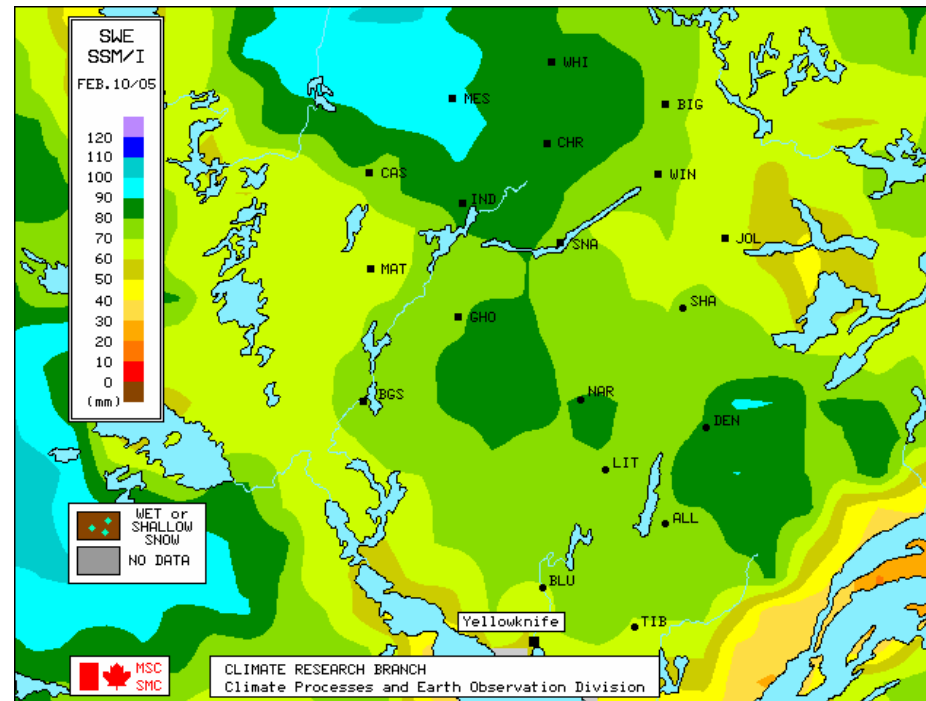 SWE
SSM/I
FEB.10/05
120
110
100
90
80
70
60
50
40
30
20
10
0
(mm)
WHI
MES
BIG
CHR
CAS
WIN
IND
JOL
SNA
MAT
SHA
GHO
BGS
NAR
DEN
LIT
ALL
BLU
TIB
Yellowknife
WET or
SHALLOW
SNOW
NO DATA
MSC
SMC
CLIMATE RESEARCH BRANCH
Climate Processes and Earth Observation Division